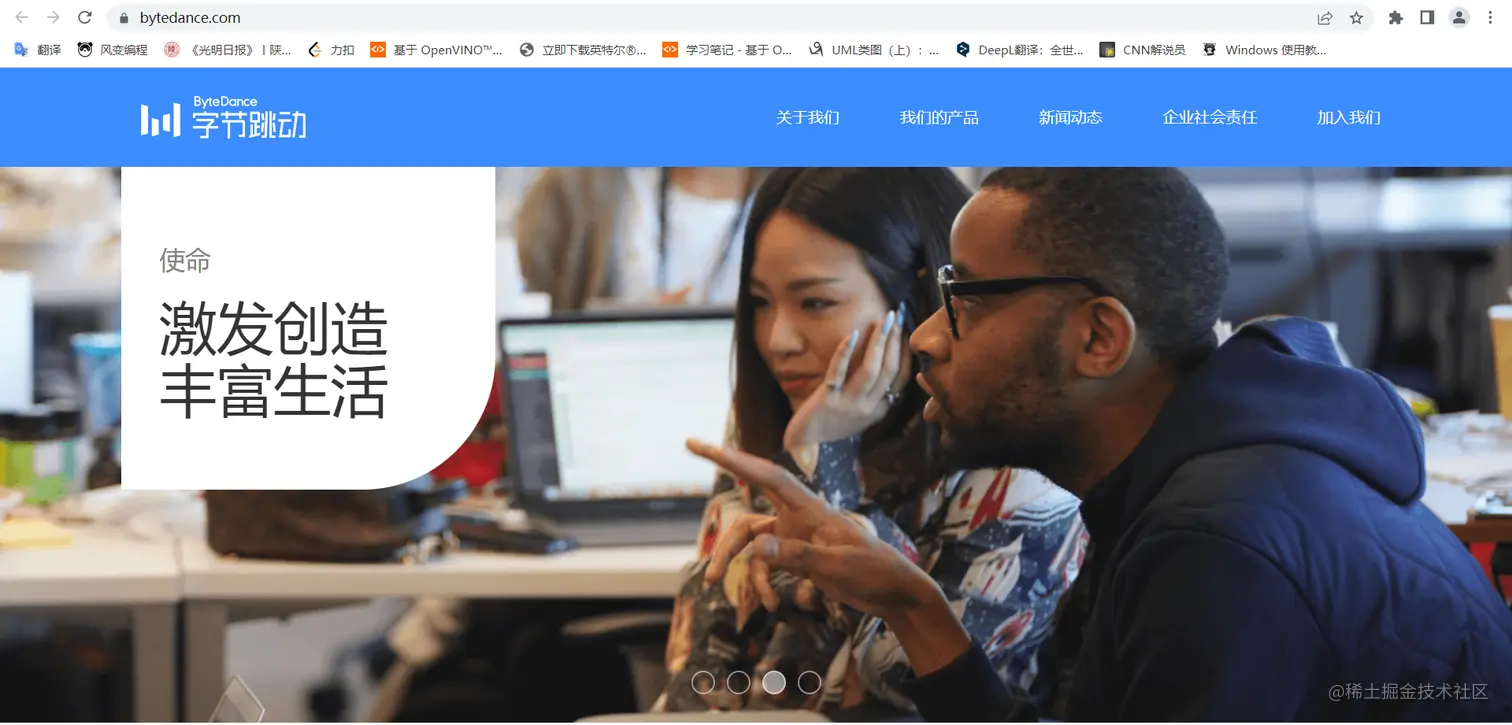 bytedance.com
翻译
风变编程
《光明日报》丨陕...
力扣
基于 OpenVINO™...
立即下载英特尔®...
学习笔记 - 基于 O...
UML类图（上）：...
DeepL翻译：全世...
CNN解说员
Windows 使用教...
ByteDance
字节跳动
关于我们
我们的产品
新闻动态
企业社会责任
加入我们
使命
激发创造
丰富生活
@稀土掘金技术社区